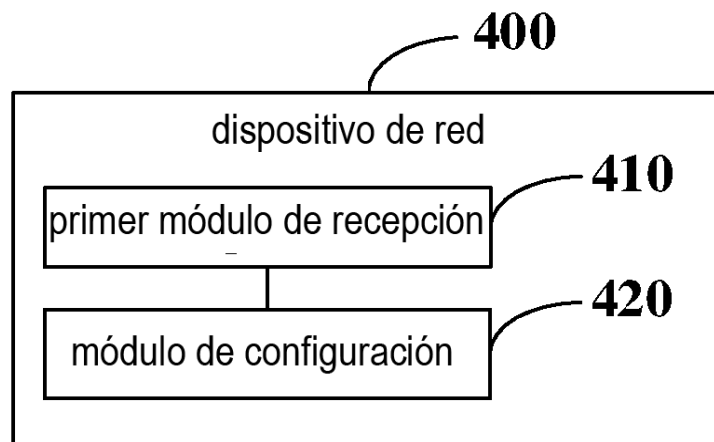 400
dispositivo de red
410
primer módulo de recepción
420
módulo de configuración